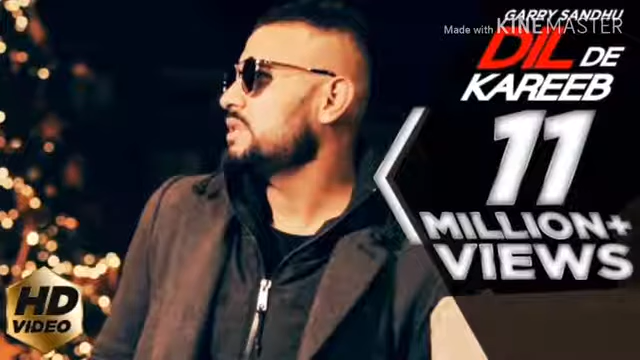 GARRY SANDHU
Made with KINEMASTER
DIL DE
KAREEB
11
MILLION+
VIEWS
HD
VIDEO